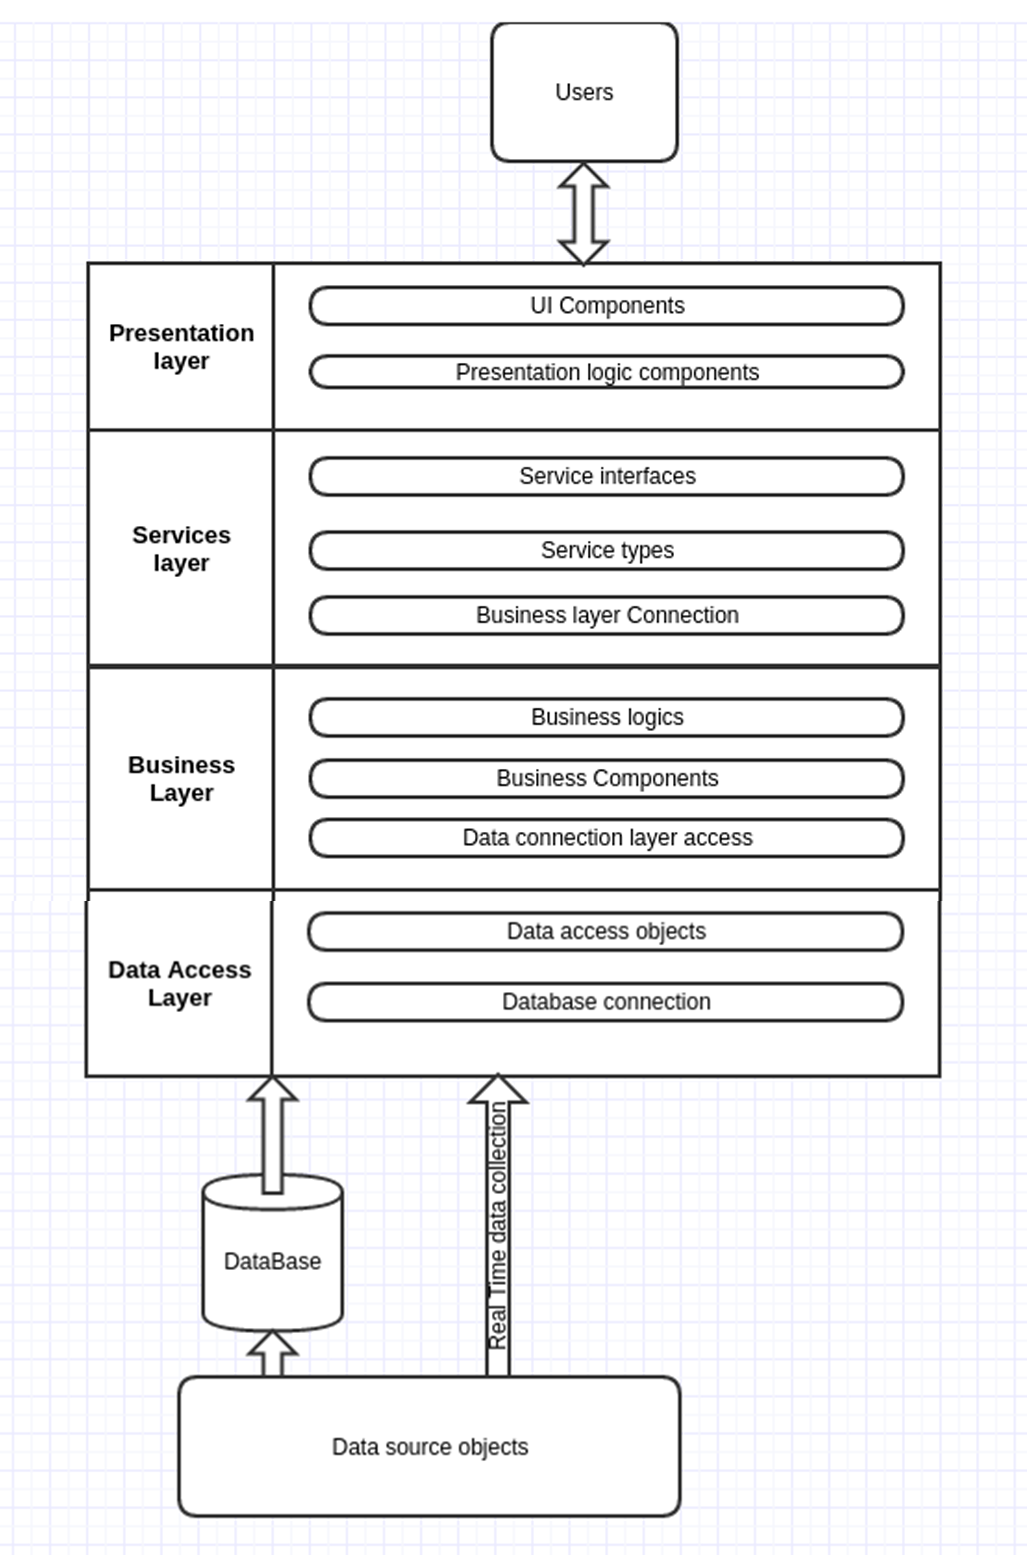 Users
Presentation
layer
UI Components
Presentation logic components
Services
layer
Service interfaces
Service types
Business layer Connection
Business
Layer
Business logics
Business Components
Data connection layer access
Data Access
Layer
Data access objects
Database connection
Real Time data collection
DataBase
Data source objects